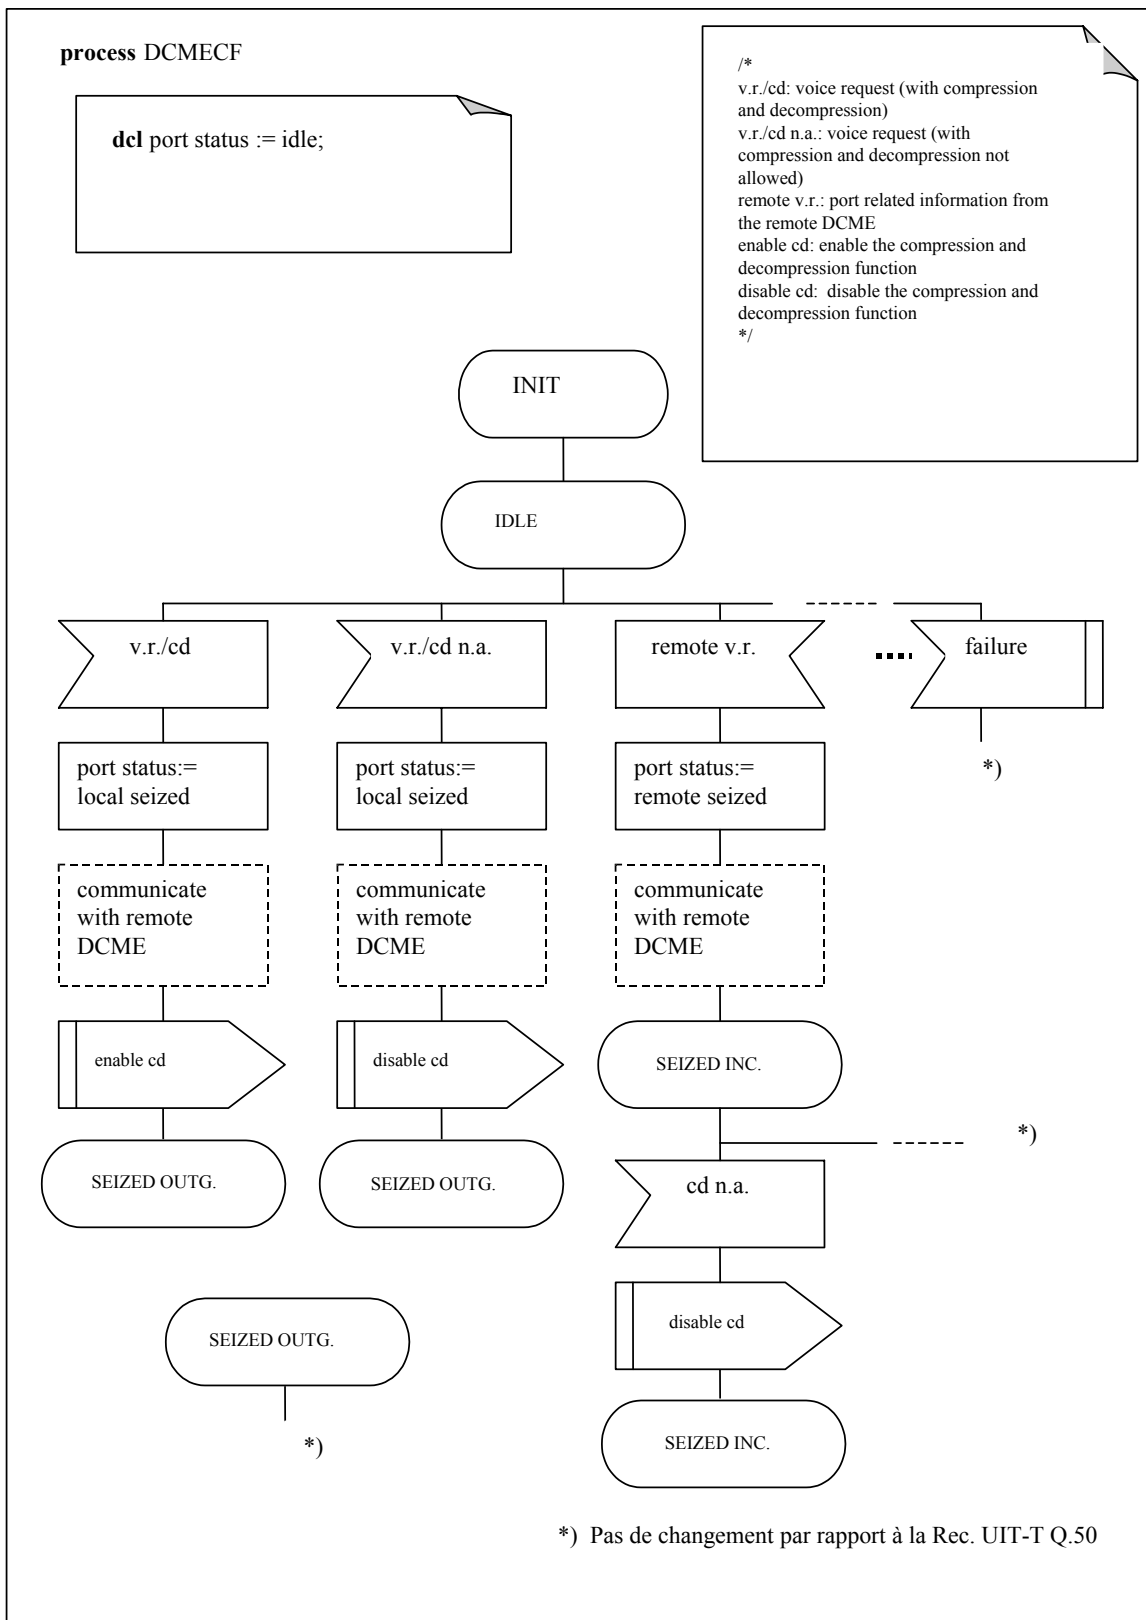 process DCMECF
dcl port status := idle;
/*
v.r./cd: voice request (with compression
and decompression)
v.r./cd n.a.: voice request (with
compression and decompression not
allowed)
remote v.r.: port related information from
the remote DCME
enable cd: enable the compression and
decompression function
disable cd: disable the compression and
decompression function
*/
INIT
IDLE
v.r./cd
v.r./cd n.a.
remote v.r.
failure
port status:=
local seized
port status:=
local seized
port status:=
remote seized
*)
communicate
with remote
DCME
communicate
with remote
DCME
communicate
with remote
DCME
enable cd
disable cd
SEIZED INC.
*)
SEIZED OUTG.
SEIZED OUTG.
cd n.a.
disable cd
SEIZED OUTG.
*)
SEIZED INC.
*) Pas de changement par rapport à la Rec. UIT-T Q.50